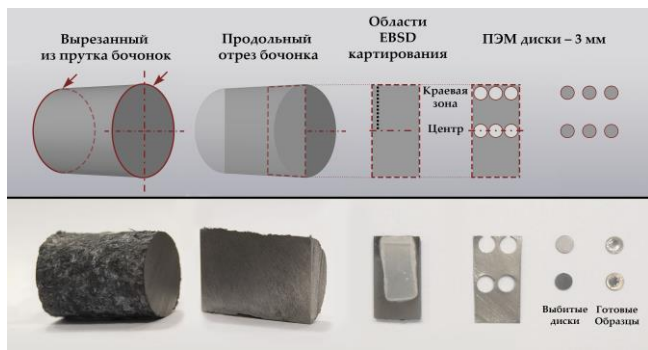 Вырезанный
из прутка бочонок
Продольный
отрез бочонка
Области
EBSD
картирования
ПЭМ диски – 3 мм
Краевая
зона
Центр
Выбитые
диски
Готовые
Образцы